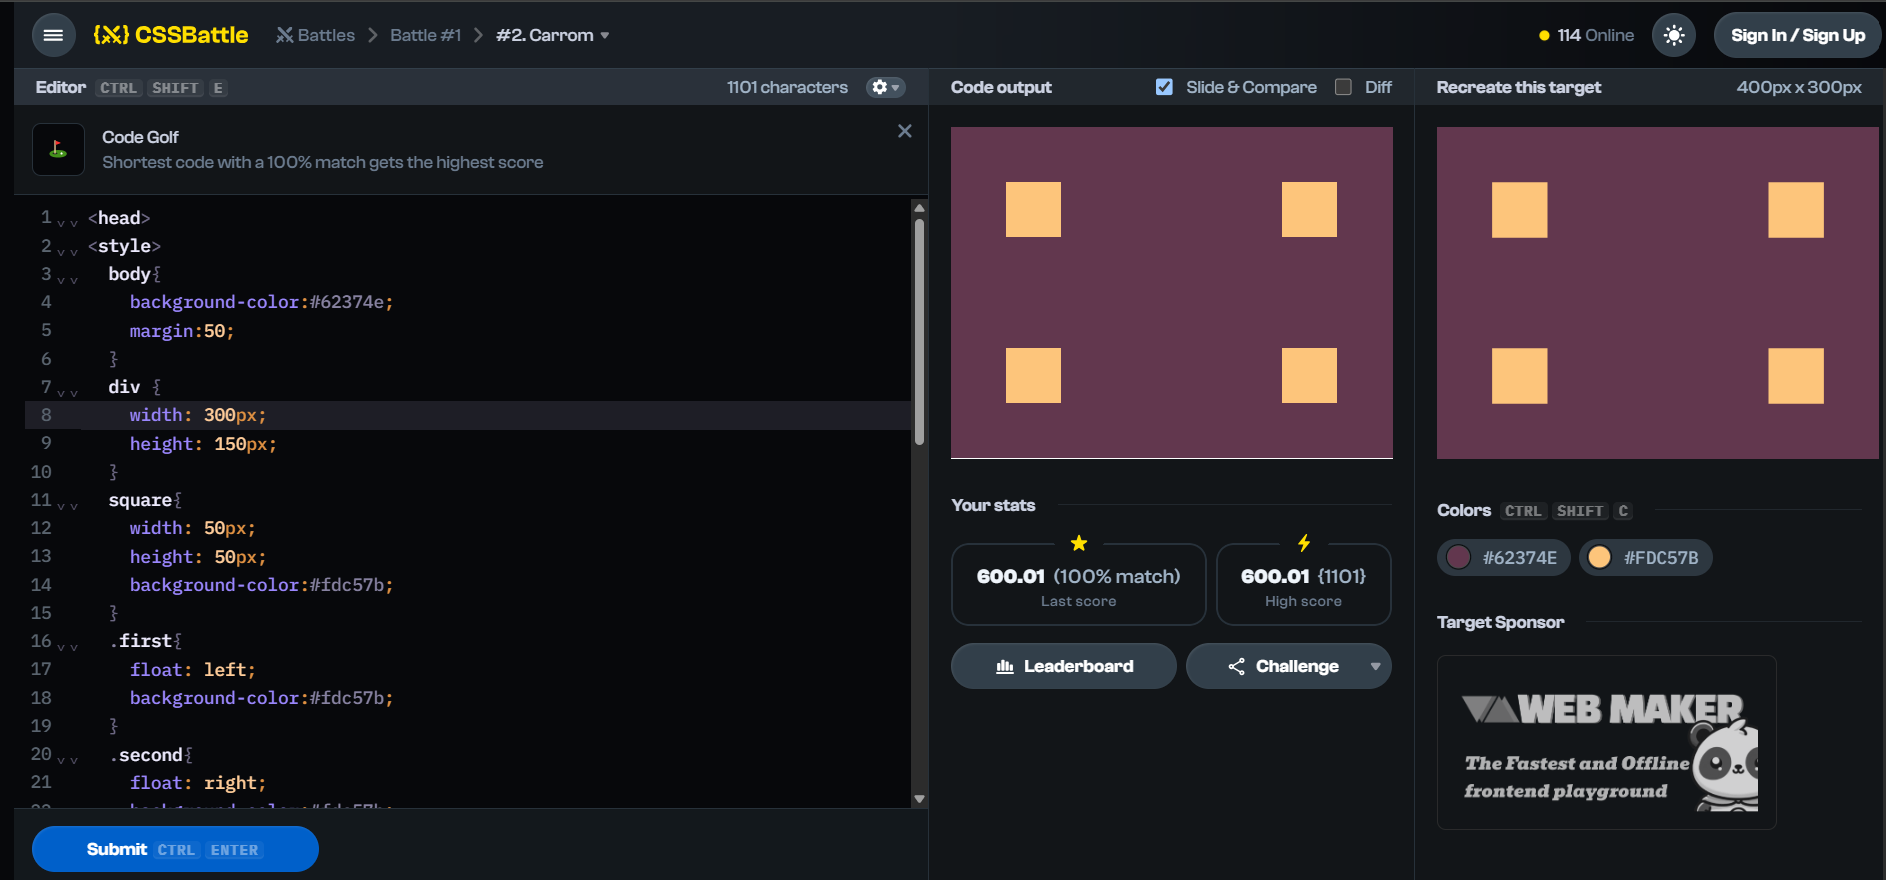 {X} CSSBattle Battles > Battle #1 > #2. Carrom 114 Online Sign In / Sign Up
Editor CTRL SHIFT E 1101 characters
Code Golf
Shortest code with a 100% match gets the highest score
1 <head>
2 <style>
3 body{
4 background-color:#62374e;
5 margin:50;
6 }
7 div {
8 width: 300px;
9 height: 150px;
10 }
11 square{
12 width: 50px;
13 height: 50px;
14 background-color:#fdc57b;
15 }
16 .first{
17 float: left;
18 background-color:#fdc57b;
19 }
20 .second{
21 float: right;
22 background-color:#fdc57b;
Submit CTRL ENTER
Code output Slide & Compare Diff
Your stats
600.01 (100% match)
Last score
600.01 {1101}
High score
Leaderboard Challenge
Recreate this target 400px x 300px
Colors CTRL SHIFT C
#62374E #FDC57B
Target Sponsor
WEB MAKER
The Fastest and Offline
frontend playground